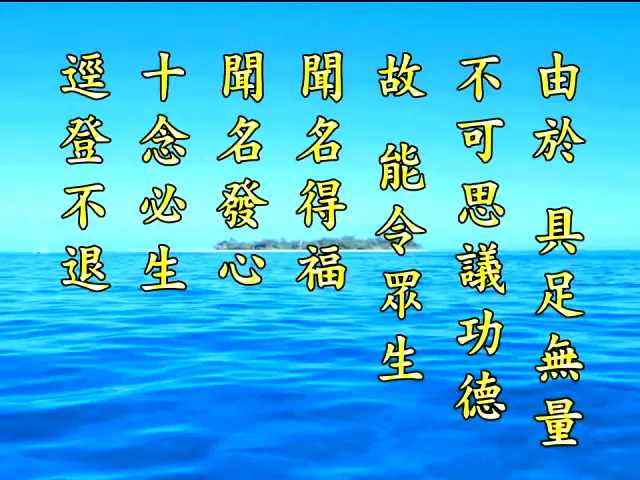 由於 具足無量
不可思議功德
故 能令眾生
聞名得福
聞名發心
十念必生
逕登不退